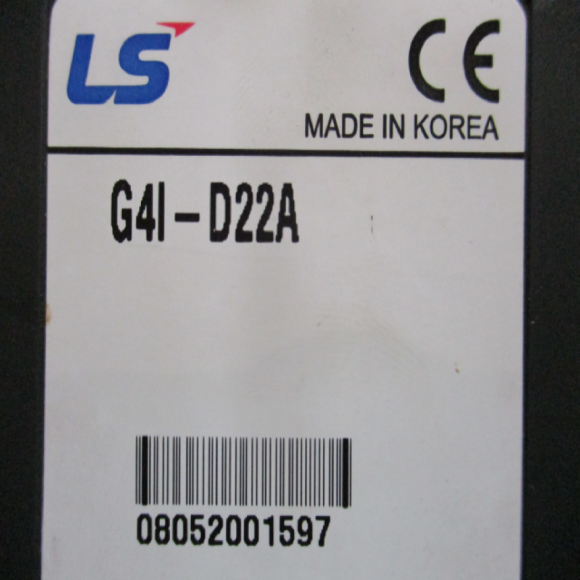 LS CE
MADE IN KOREA
G4I-D22A
08052001597